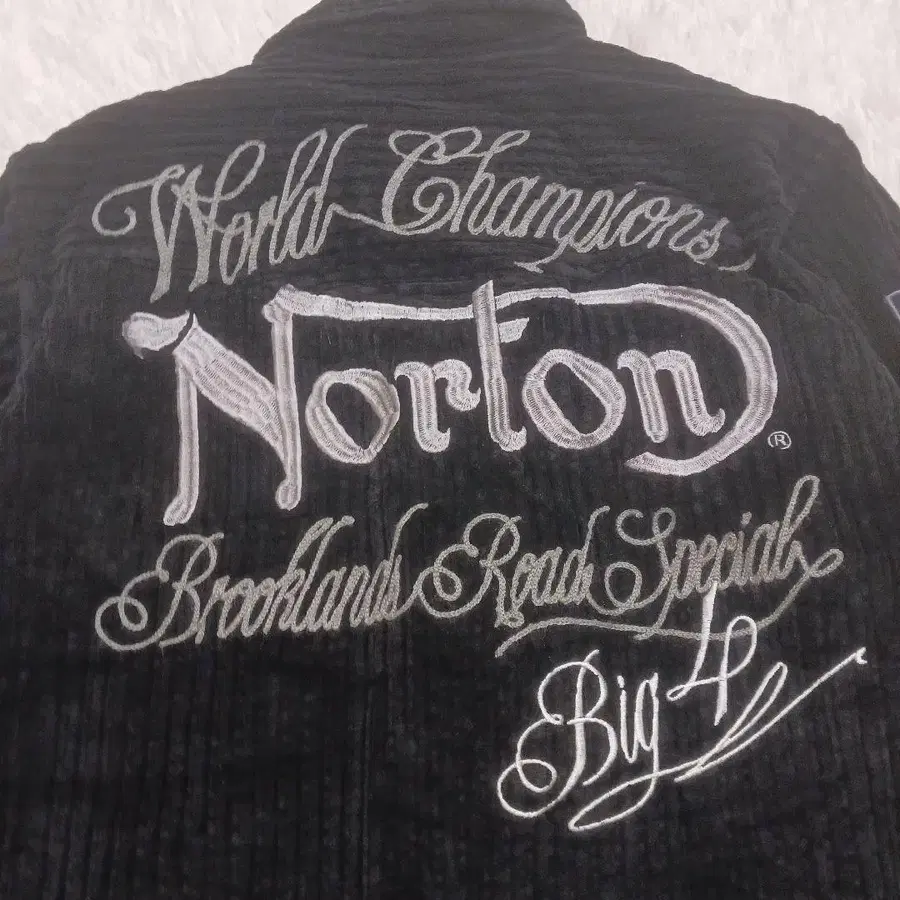 World Champions
Norton ®
Brooklands Road Special
Big 4